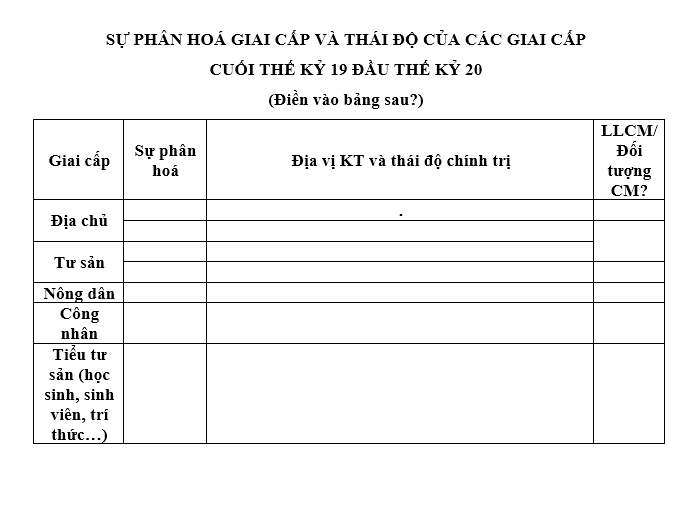 SỰ PHÂN HOÁ GIAI CẤP VÀ THÁI ĐỘ CỦA CÁC GIAI CẤP
CUỐI THẾ KỶ 19 ĐẦU THẾ KỶ 20
(Điền vào bảng sau?)
Giai cấp
Sự phân
hoá
Địa vị KT và thái độ chính trị
LLCM/
Đối
tượng
CM?
Địa chủ
.
Tư sản
Nông dân
Công
nhân
Tiểu tư
sản (học
sinh, sinh
viên, trí
thức…)